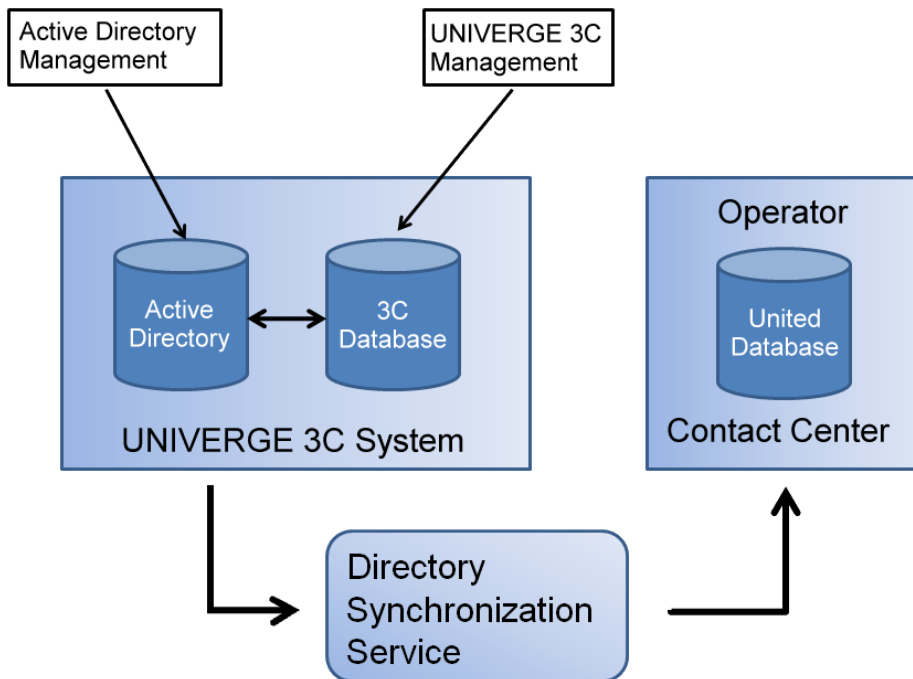 Active Directory
Management
UNIVERGE 3C
Management
Active
Directory
3C
Database
UNIVERGE 3C System
Operator
United
Database
Contact Center
Directory
Synchronization
Service